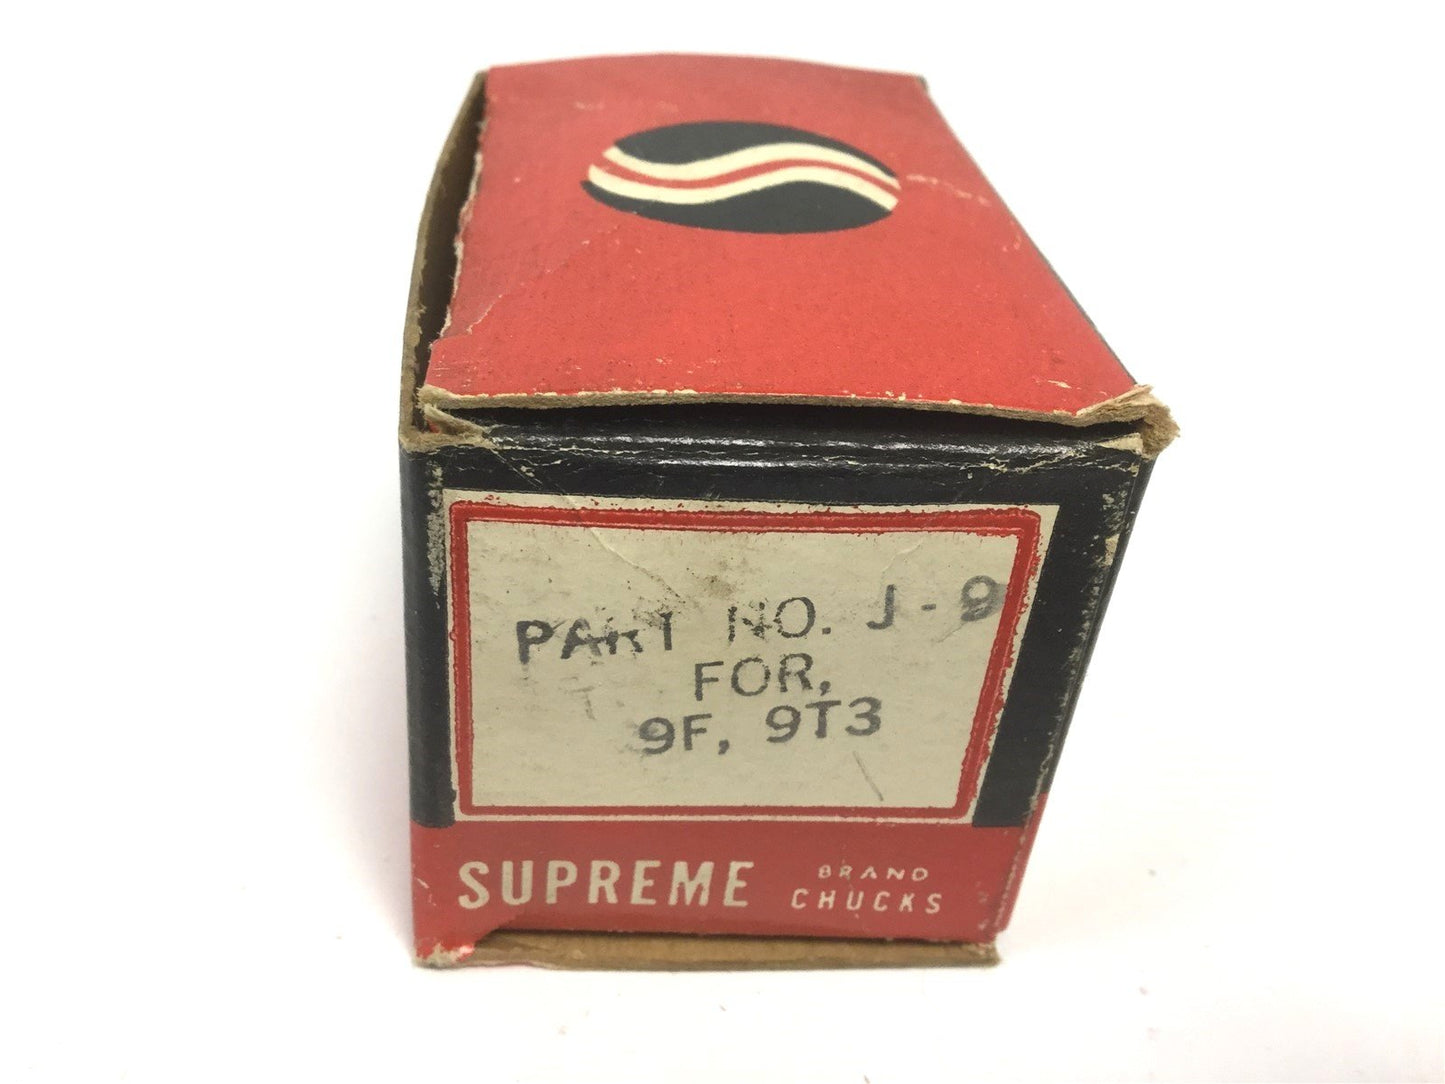 PART NO. J-9
FOR,
9F, 9T3
SUPREME BRAND
CHUCKS